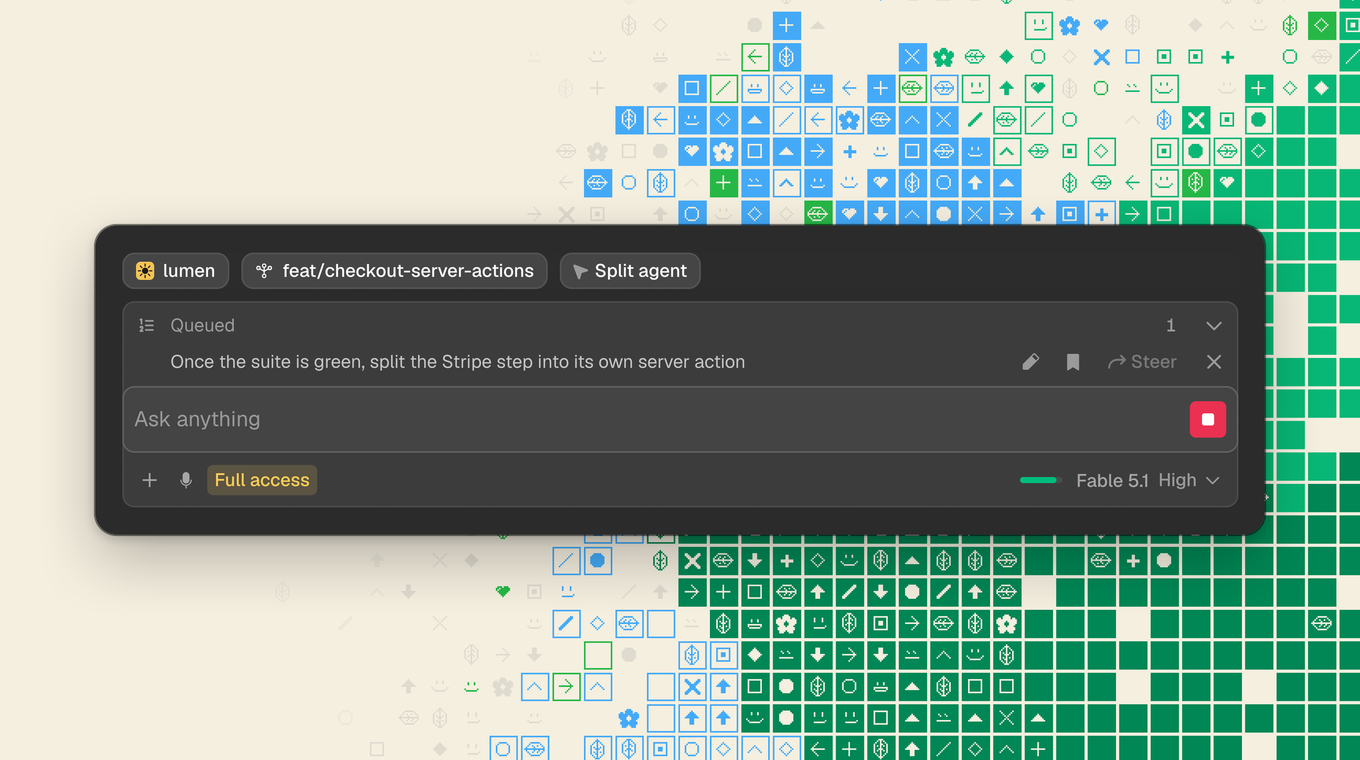 lumen
feat/checkout-server-actions
Split agent
Queued
1
Once the suite is green, split the Stripe step into its own server action
Steer
Ask anything
Full access
Fable 5.1 High